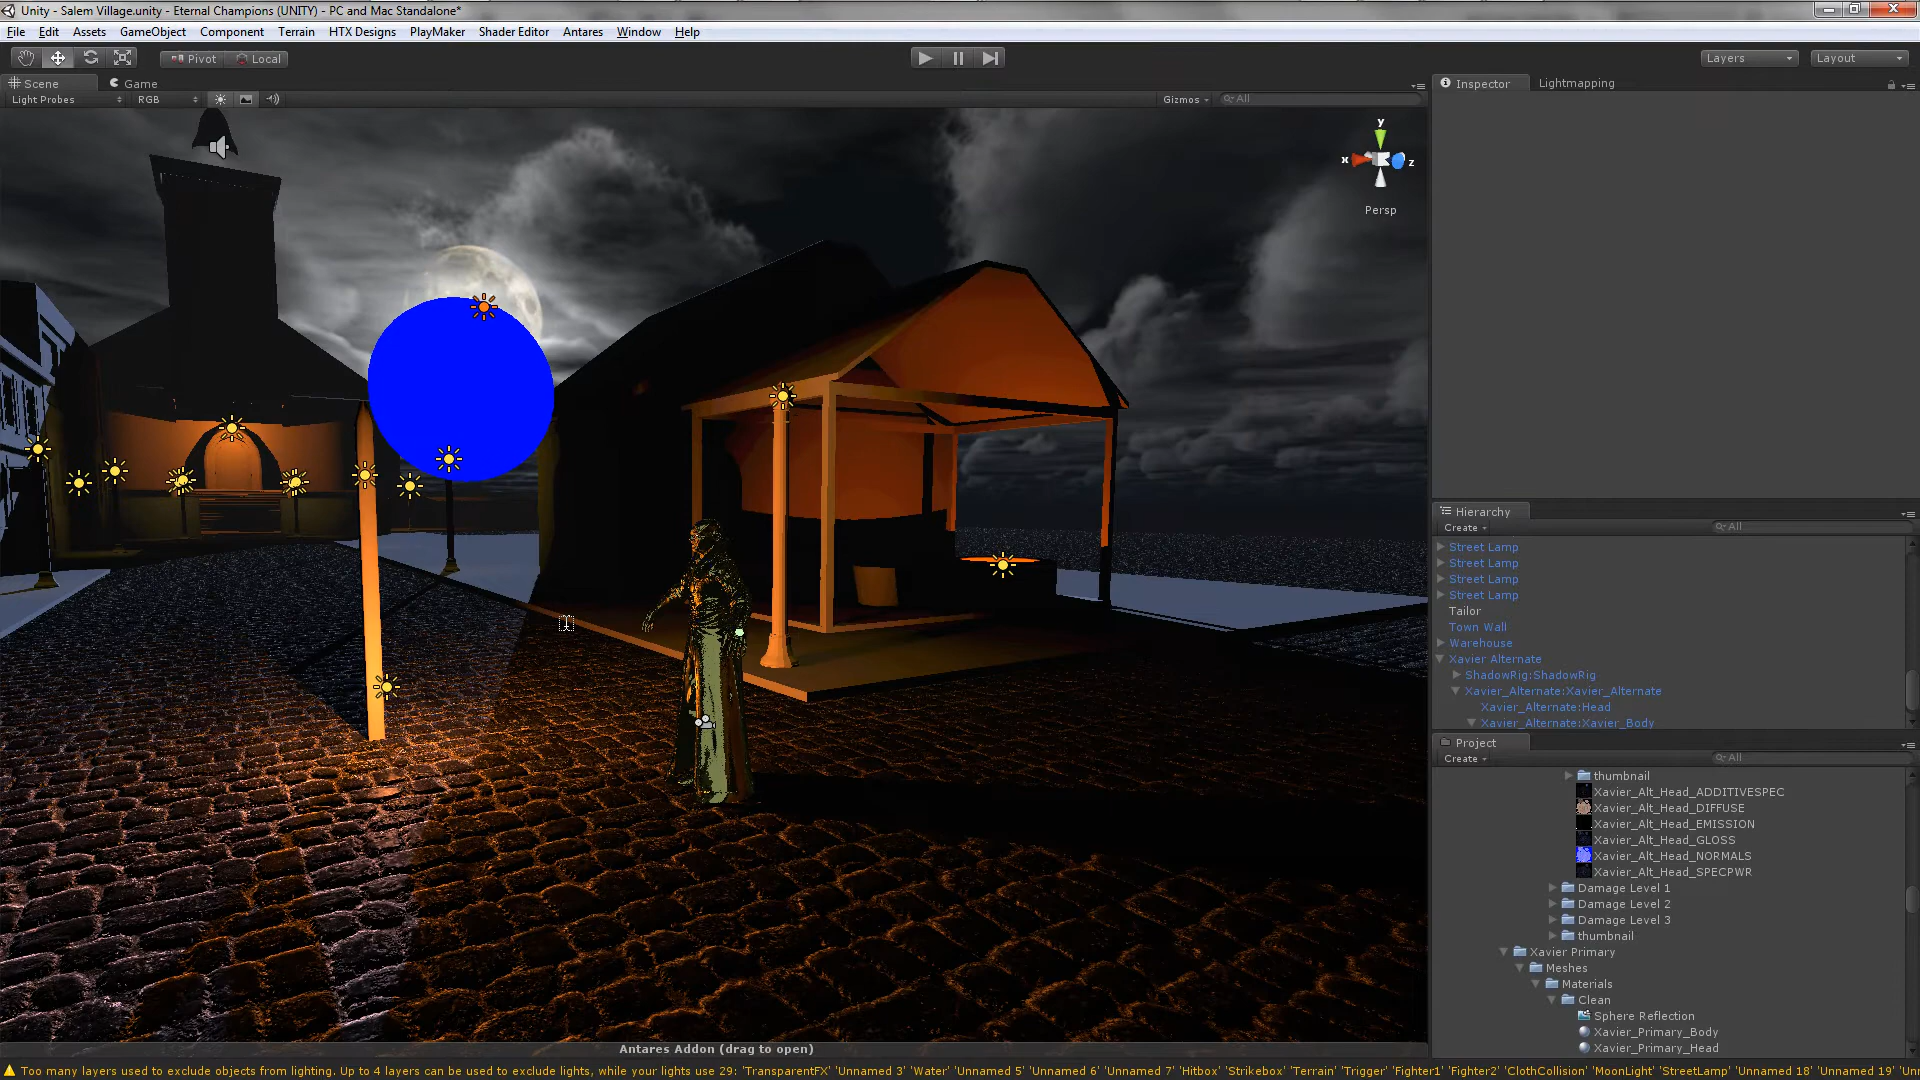 Unity - Salem Village.unity - Eternal Champions (UNITY) - PC and Mac Standalone*
File Edit Assets GameObject Component Terrain HTX Designs PlayMaker Shader Editor Antares Window Help
Pivot Local Layers Layout
Scene Game
Light Probes RGB Gizmos All
Inspector Lightmapping
y
x z
Persp
Hierarchy
Create All
Street Lamp
Street Lamp
Street Lamp
Street Lamp
Tailor
Town Wall
Warehouse
Xavier Alternate
ShadowRig:ShadowRig
Xavier_Alternate:Xavier_Alternate
Xavier_Alternate:Head
Xavier_Alternate:Xavier_Body
Project
Create All
thumbnail
Xavier_Alt_Head_ADDITIVESPEC
Xavier_Alt_Head_DIFFUSE
Xavier_Alt_Head_EMISSION
Xavier_Alt_Head_GLOSS
Xavier_Alt_Head_NORMALS
Xavier_Alt_Head_SPECPWR
Damage Level 1
Damage Level 2
Damage Level 3
thumbnail
Xavier Primary
Meshes
Materials
Clean
Sphere Reflection
Xavier_Primary_Body
Xavier_Primary_Head
Antares Addon (drag to open)
Too many layers used to exclude objects from lighting. Up to 4 layers can be used to exclude lights, while your lights use 29: 'TransparentFX' 'Unnamed 3' 'Water' 'Unnamed 5' 'Unnamed 6' 'Unnamed 7' 'Hitbox' 'Strikebox' 'Terrain' 'Trigger' 'Fighter1' 'Fighter2' 'ClothCollision' 'MoonLight' 'StreetLamp' 'Unnamed 18' 'Unnamed 19'